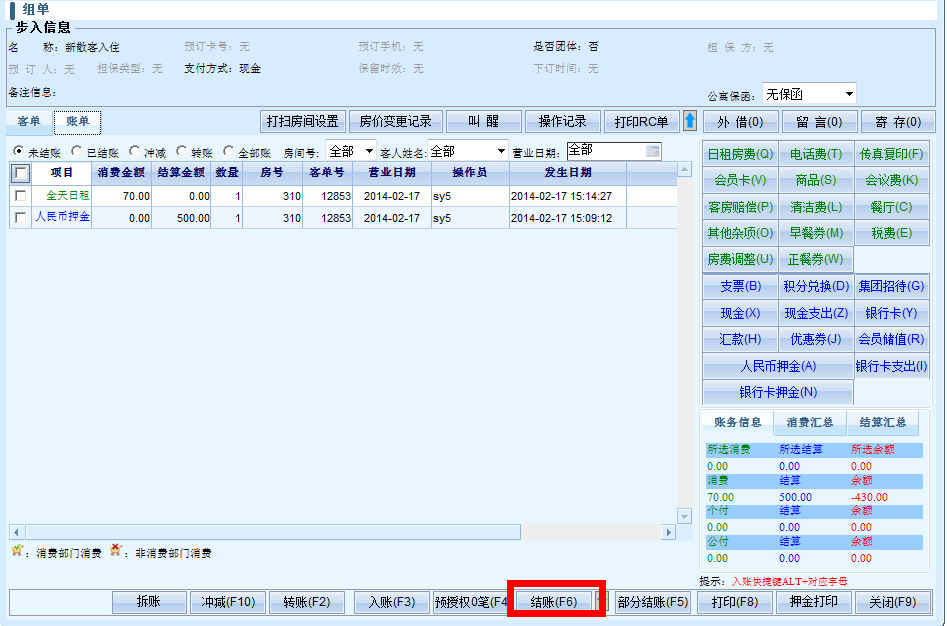 组单
步入信息
名 称: 新散客入住 预订卡号: 无 预订手机: 无 是否团体: 否 担 保 方: 无
预 订 人: 无 担保类型: 无 支付方式: 现金 保留时效: 无 下订时间: 无
备注信息: 公寓保函: 无保函
客单 账单 打扫房间设置 房价变更记录 叫 醒 操作记录 打印RC单 外 借(0) 留 言(0) 寄 存(0)
未结账 已结账 冲减 转账 全部账 房间号: 全部 客人姓名: 全部 营业日期: 全部
项目 消费金额 结算金额 数量 房号 客单号 营业日期 操作员 发生日期
全天日租 70.00 0.00 1 310 12853 2014-02-17 sy5 2014-02-17 15:14:27
人民币押金 0.00 500.00 1 310 12853 2014-02-17 sy5 2014-02-17 15:09:12
日租房费(Q) 电话费(T) 传真复印(F)
会员卡(V) 商品(S) 会议费(K)
客房赔偿(P) 清洁费(L) 餐厅(C)
其他杂项(O) 早餐券(M) 税费(E)
房费调整(U) 正餐券(W)
支票(B) 积分兑换(D) 集团招待(G)
现金(X) 现金支出(Z) 银行卡(Y)
汇款(H) 优惠券(J) 会员储值(R)
人民币押金(A) 银行卡支出(I)
银行卡押金(N)
账务信息 消费汇总 结算汇总
所选消费 所选结算 所选余额
0.00 0.00 0.00
消费 结算 余额
70.00 500.00 -430.00
个付 结算 余额
0.00 0.00 0.00
公付 结算 余额
0.00 0.00 0.00
: 消费部门消费 : 非消费部门消费
提示: 入账快捷键ALT+对应字母
拆账 冲减(F10) 转账(F2) 入账(F3) 预授权0笔(F4 结账(F6) 部分结账(F5) 打印(F8) 押金打印 关闭(F9)